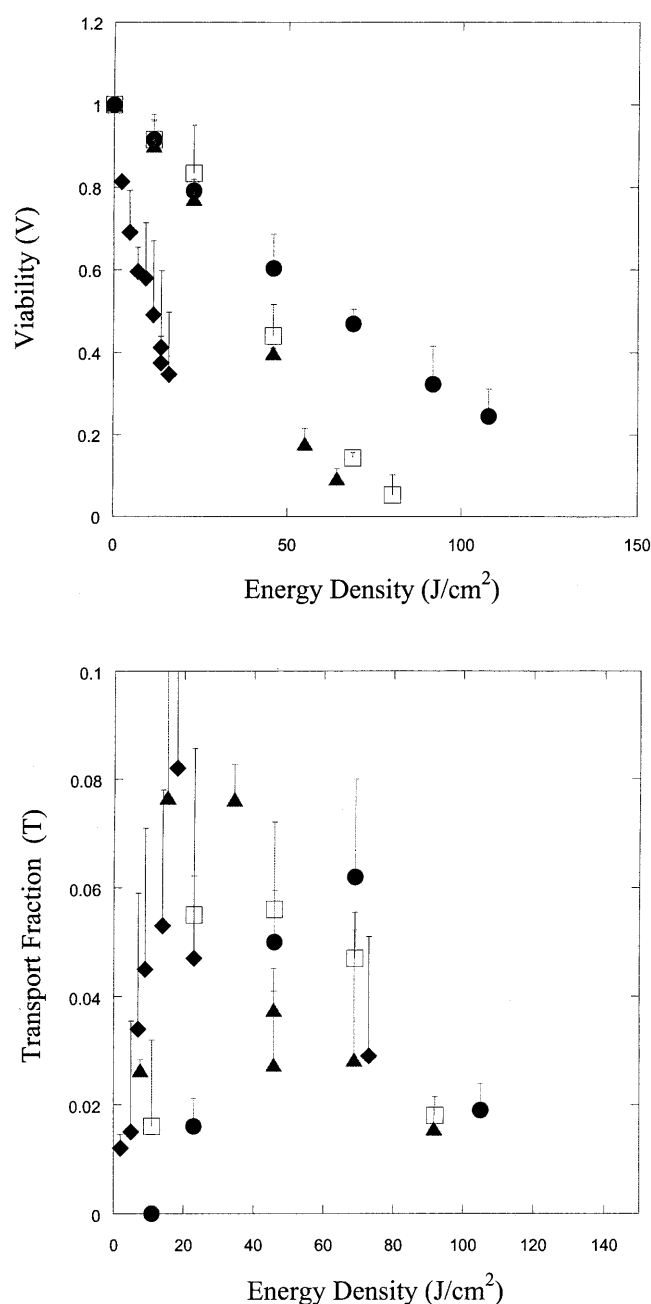 1.2
1
0.8
0.6
0.4
0.2
0
Viability (V)
0 50 100 150
Energy Density (J/cm²)
0.1
0.08
0.06
0.04
0.02
0
Transport Fraction (T)
0 20 40 60 80 100 120 140
Energy Density (J/cm²)